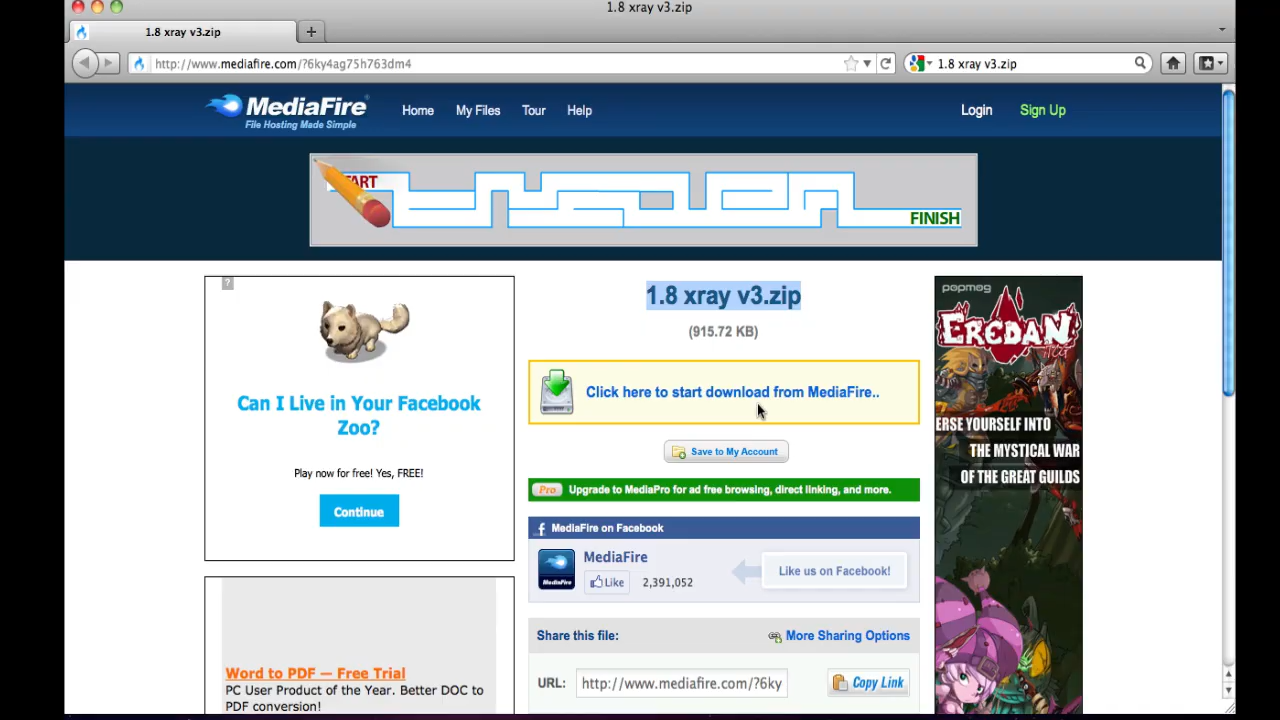 1.8 xray v3.zip
1.8 xray v3.zip
+
http://www.mediafire.com/?6ky4ag75h763dm4
1.8 xray v3.zip
MediaFire
File Hosting Made Simple
Home
My Files
Tour
Help
Login
Sign Up
START
FINISH
?
Can I Live in Your Facebook
Zoo?
Play now for free! Yes, FREE!
Continue
Word to PDF — Free Trial
PC User Product of the Year. Better DOC to
PDF conversion!
1.8 xray v3.zip
(915.72 KB)
Click here to start download from MediaFire..
Save to My Account
Pro Upgrade to MediaPro for ad free browsing, direct linking, and more.
f MediaFire on Facebook
MediaFire
MediaFire
Like
2,391,052
Like us on Facebook!
Share this file:
More Sharing Options
URL:
http://www.mediafire.com/?6ky
Copy Link
popmog
EREDAN
ERSE YOURSELF INTO
THE MYSTICAL WAR
OF THE GREAT GUILDS